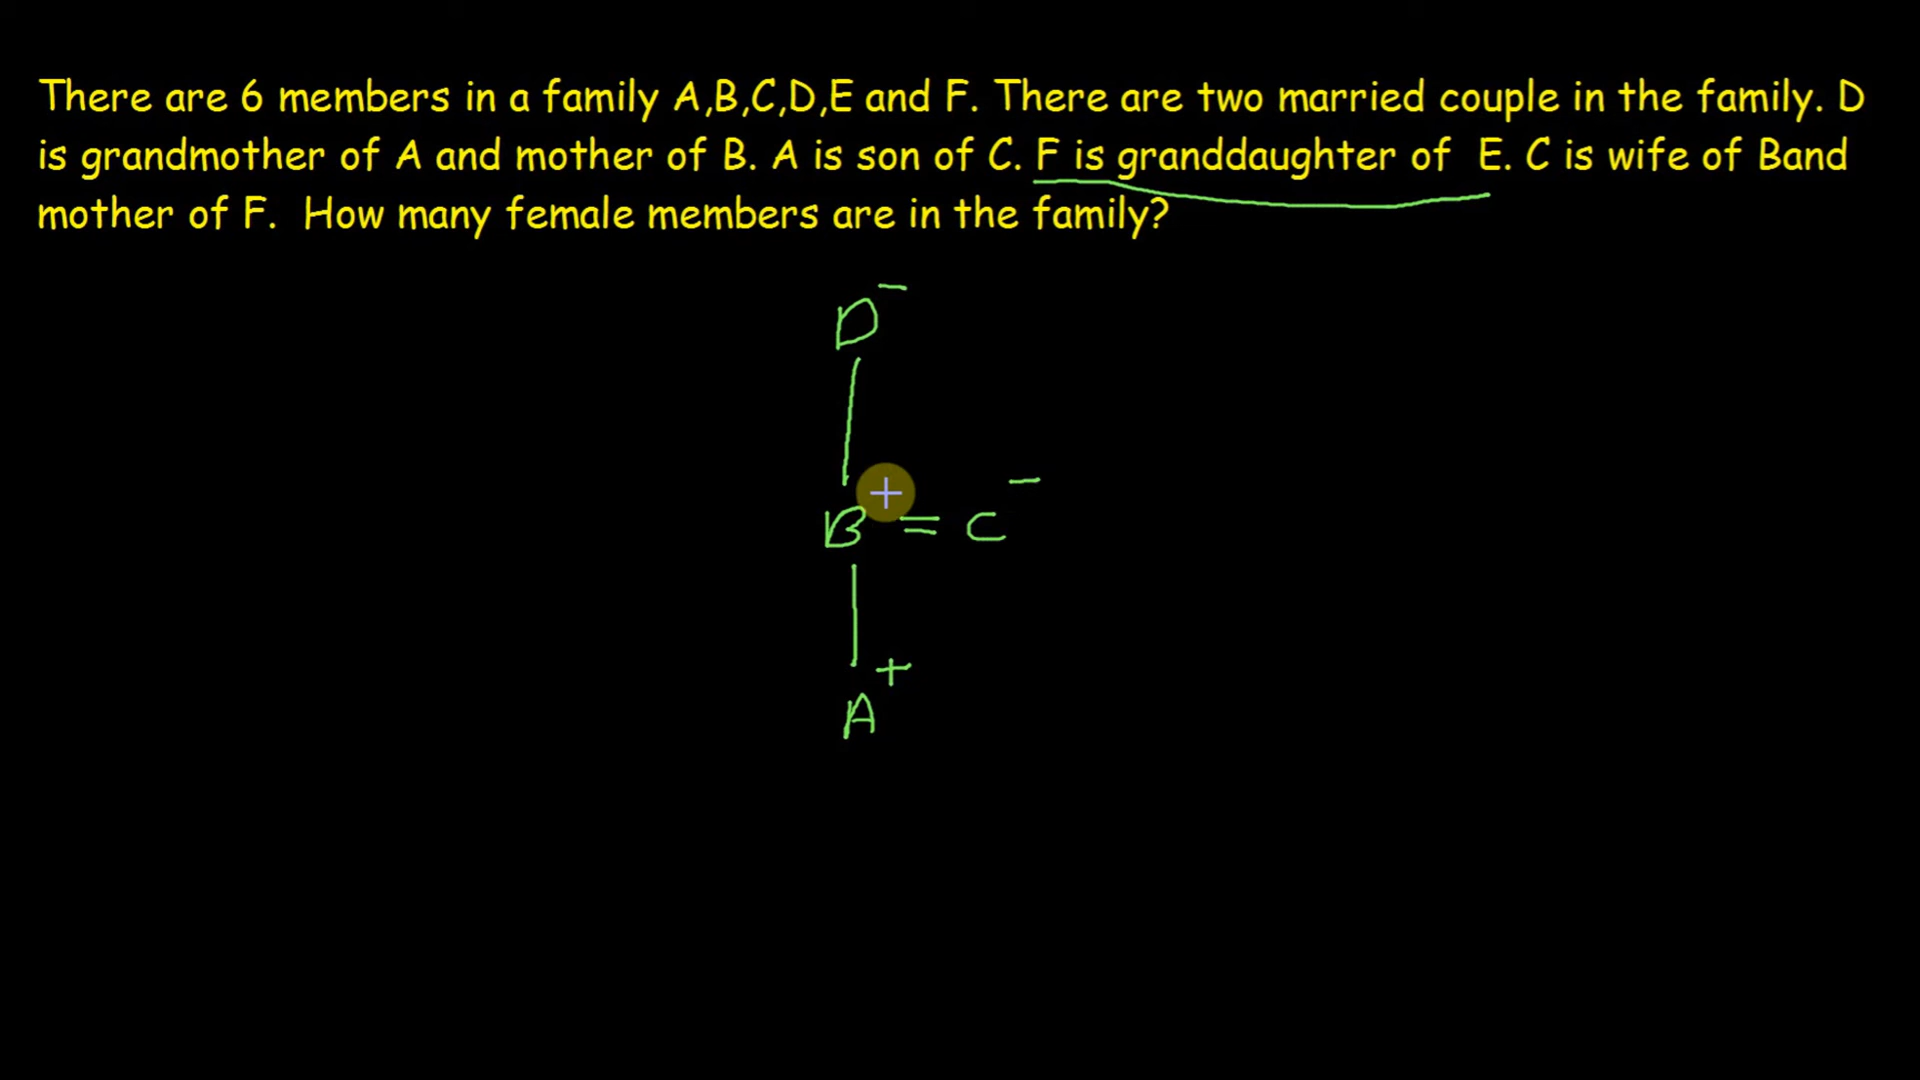 There are 6 members in a family A,B,C,D,E and F. There are two married couple in the family. D
is grandmother of A and mother of B. A is son of C. F is granddaughter of E. C is wife of Band
mother of F. How many female members are in the family?
D -
B + = C -
A +